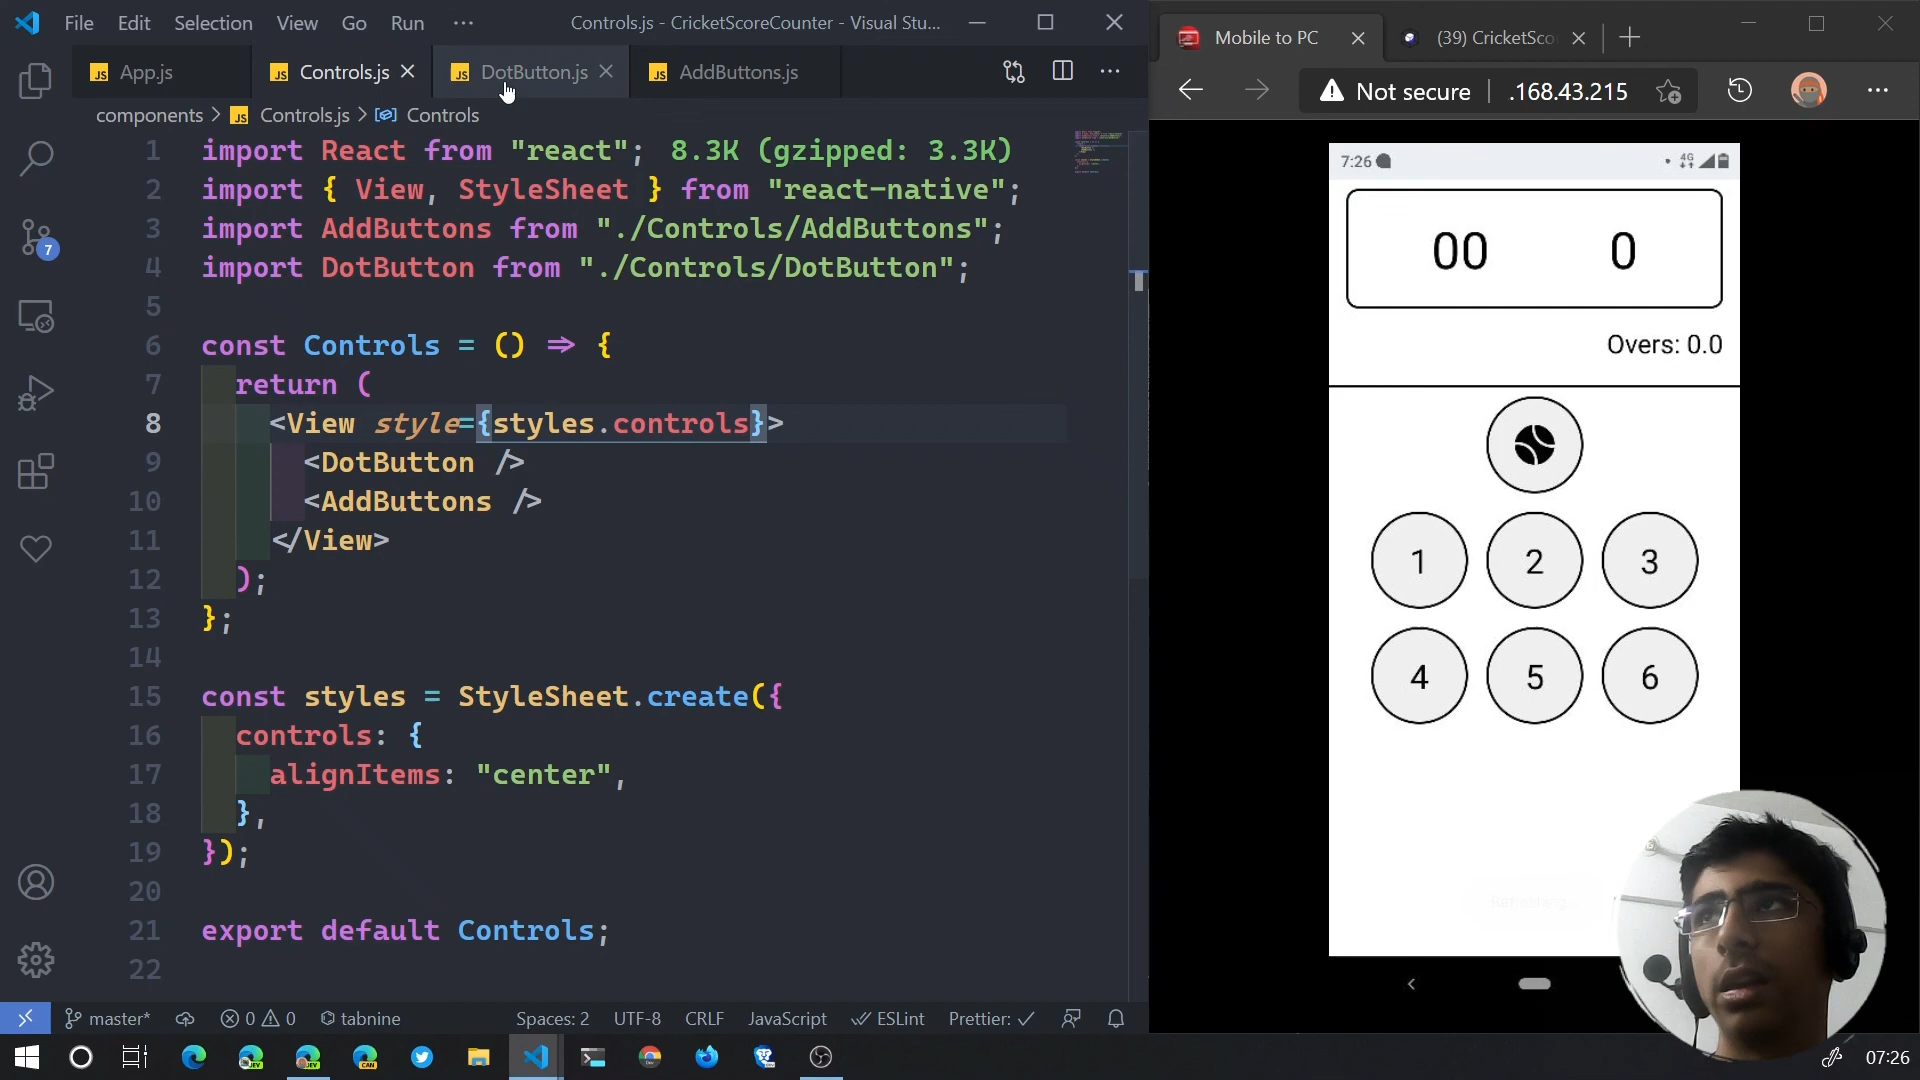 File Edit Selection View Go Run ··· Controls.js - CricketScoreCounter - Visual Stu...
App.js Controls.js DotButton.js AddButtons.js
components > Controls.js > Controls
1 import React from "react"; 8.3K (gzipped: 3.3K)
2 import { View, StyleSheet } from "react-native";
3 import AddButtons from "./Controls/AddButtons";
4 import DotButton from "./Controls/DotButton";
5
6 const Controls = () => {
7 return (
8 <View style={styles.controls}>
9 <DotButton />
10 <AddButtons />
11 </View>
12 );
13 };
14
15 const styles = StyleSheet.create({
16 controls: {
17 alignItems: "center",
18 },
19 });
20
21 export default Controls;
22
7
master* 0 0 tabnine Spaces: 2 UTF-8 CRLF JavaScript ESLint Prettier: ✓
Mobile to PC (39) CricketSco
Not secure .168.43.215
7:26 4G
00 0
Overs: 0.0
1 2 3
4 5 6
07:26